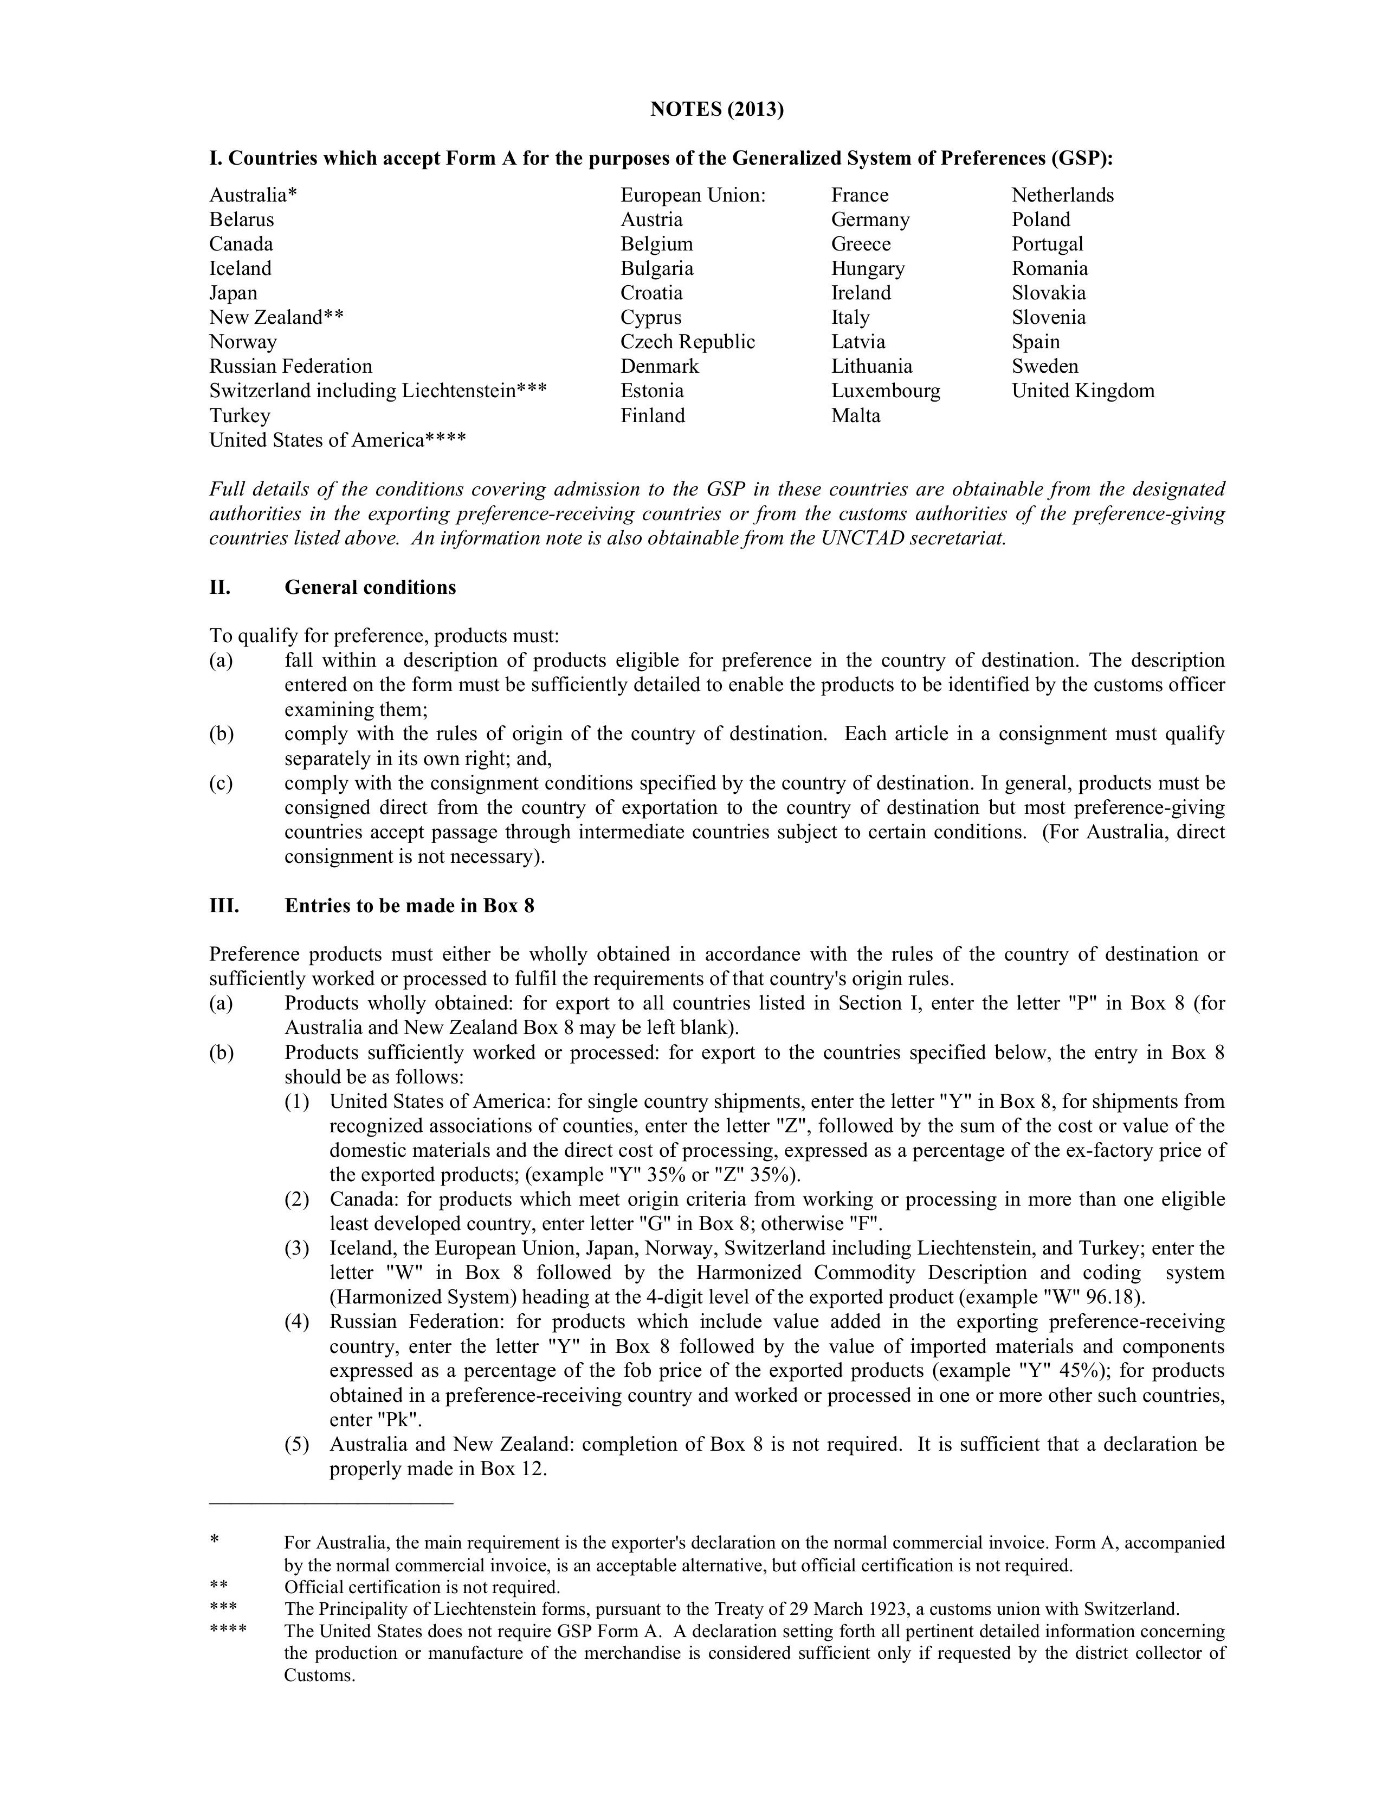 NOTES (2013)
I. Countries which accept Form A for the purposes of the Generalized System of Preferences (GSP):
Australia*
Belarus
Canada
Iceland
Japan
New Zealand**
Norway
Russian Federation
Switzerland including Liechtenstein***
Turkey
United States of America****
European Union:
Austria
Belgium
Bulgaria
Croatia
Cyprus
Czech Republic
Denmark
Estonia
Finland
France
Germany
Greece
Hungary
Ireland
Italy
Latvia
Lithuania
Luxembourg
Malta
Netherlands
Poland
Portugal
Romania
Slovakia
Slovenia
Spain
Sweden
United Kingdom
Full details of the conditions covering admission to the GSP in these countries are obtainable from the designated
authorities in the exporting preference-receiving countries or from the customs authorities of the preference-giving
countries listed above. An information note is also obtainable from the UNCTAD secretariat.
II. General conditions
To qualify for preference, products must:
(a) fall within a description of products eligible for preference in the country of destination. The description
entered on the form must be sufficiently detailed to enable the products to be identified by the customs officer
examining them;
(b) comply with the rules of origin of the country of destination. Each article in a consignment must qualify
separately in its own right; and,
(c) comply with the consignment conditions specified by the country of destination. In general, products must be
consigned direct from the country of exportation to the country of destination but most preference-giving
countries accept passage through intermediate countries subject to certain conditions. (For Australia, direct
consignment is not necessary).
III. Entries to be made in Box 8
Preference products must either be wholly obtained in accordance with the rules of the country of destination or
sufficiently worked or processed to fulfil the requirements of that country's origin rules.
(a) Products wholly obtained: for export to all countries listed in Section I, enter the letter "P" in Box 8 (for
Australia and New Zealand Box 8 may be left blank).
(b) Products sufficiently worked or processed: for export to the countries specified below, the entry in Box 8
should be as follows:
(1) United States of America: for single country shipments, enter the letter "Y" in Box 8, for shipments from
recognized associations of counties, enter the letter "Z", followed by the sum of the cost or value of the
domestic materials and the direct cost of processing, expressed as a percentage of the ex-factory price of
the exported products; (example "Y" 35% or "Z" 35%).
(2) Canada: for products which meet origin criteria from working or processing in more than one eligible
least developed country, enter letter "G" in Box 8; otherwise "F".
(3) Iceland, the European Union, Japan, Norway, Switzerland including Liechtenstein, and Turkey; enter the
letter "W" in Box 8 followed by the Harmonized Commodity Description and coding system
(Harmonized System) heading at the 4-digit level of the exported product (example "W" 96.18).
(4) Russian Federation: for products which include value added in the exporting preference-receiving
country, enter the letter "Y" in Box 8 followed by the value of imported materials and components
expressed as a percentage of the fob price of the exported products (example "Y" 45%); for products
obtained in a preference-receiving country and worked or processed in one or more other such countries,
enter "Pk".
(5) Australia and New Zealand: completion of Box 8 is not required. It is sufficient that a declaration be
properly made in Box 12.
* For Australia, the main requirement is the exporter's declaration on the normal commercial invoice. Form A, accompanied
by the normal commercial invoice, is an acceptable alternative, but official certification is not required.
** Official certification is not required.
*** The Principality of Liechtenstein forms, pursuant to the Treaty of 29 March 1923, a customs union with Switzerland.
**** The United States does not require GSP Form A. A declaration setting forth all pertinent detailed information concerning
the production or manufacture of the merchandise is considered sufficient only if requested by the district collector of
Customs.